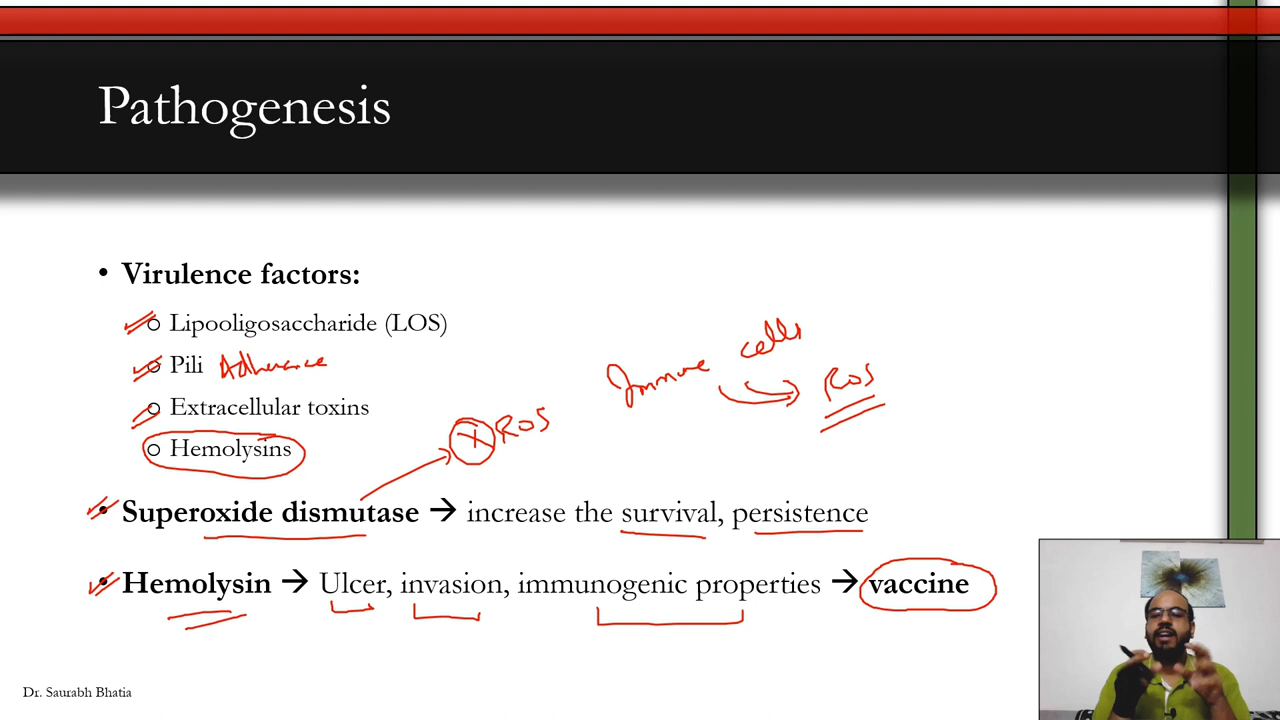 Pathogenesis
• Virulence factors:
o Lipooligosaccharide (LOS)
o Pili Adherence
o Extracellular toxins
o Hemolysins
Immune cells
ROS
X ROS
• Superoxide dismutase → increase the survival, persistence
• Hemolysin → Ulcer, invasion, immunogenic properties → vaccine
Dr. Saurabh Bhatia